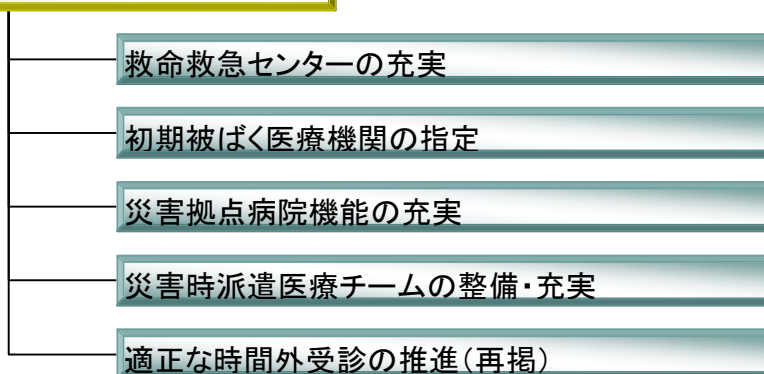 救命救急センターの充実
初期被ばく医療機関の指定
災害拠点病院機能の充実
災害時派遣医療チームの整備・充実
適正な時間外受診の推進(再掲)